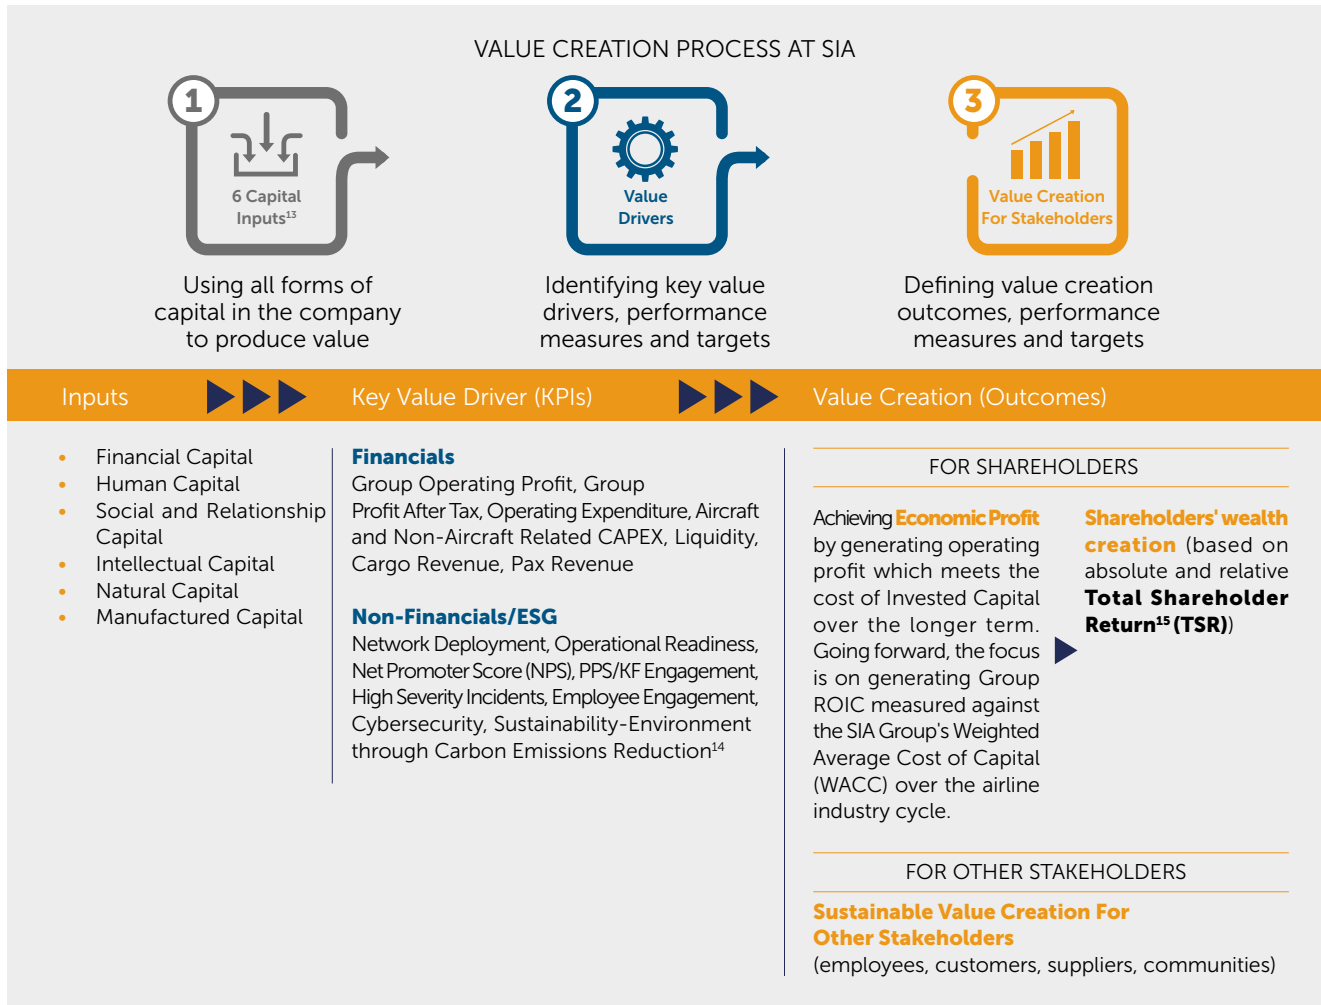 VALUE CREATION PROCESS AT SIA
1
6 Capital
Inputs¹³
Using all forms of
capital in the company
to produce value
2
Value
Drivers
Identifying key value
drivers, performance
measures and targets
3
Value Creation
For Stakeholders
Defining value creation
outcomes, performance
measures and targets
Inputs
Key Value Driver (KPIs)
Value Creation (Outcomes)
• Financial Capital
• Human Capital
• Social and Relationship
Capital
• Intellectual Capital
• Natural Capital
• Manufactured Capital
Financials
Group Operating Profit, Group
Profit After Tax, Operating Expenditure, Aircraft
and Non-Aircraft Related CAPEX, Liquidity,
Cargo Revenue, Pax Revenue
Non-Financials/ESG
Network Deployment, Operational Readiness,
Net Promoter Score (NPS), PPS/KF Engagement,
High Severity Incidents, Employee Engagement,
Cybersecurity, Sustainability-Environment
through Carbon Emissions Reduction¹⁴
FOR SHAREHOLDERS
Achieving Economic Profit
by generating operating
profit which meets the
cost of Invested Capital
over the longer term.
Going forward, the focus
is on generating Group
ROIC measured against
the SIA Group's Weighted
Average Cost of Capital
(WACC) over the airline
industry cycle.
Shareholders' wealth
creation (based on
absolute and relative
Total Shareholder
Return¹⁵ (TSR))
FOR OTHER STAKEHOLDERS
Sustainable Value Creation For
Other Stakeholders
(employees, customers, suppliers, communities)